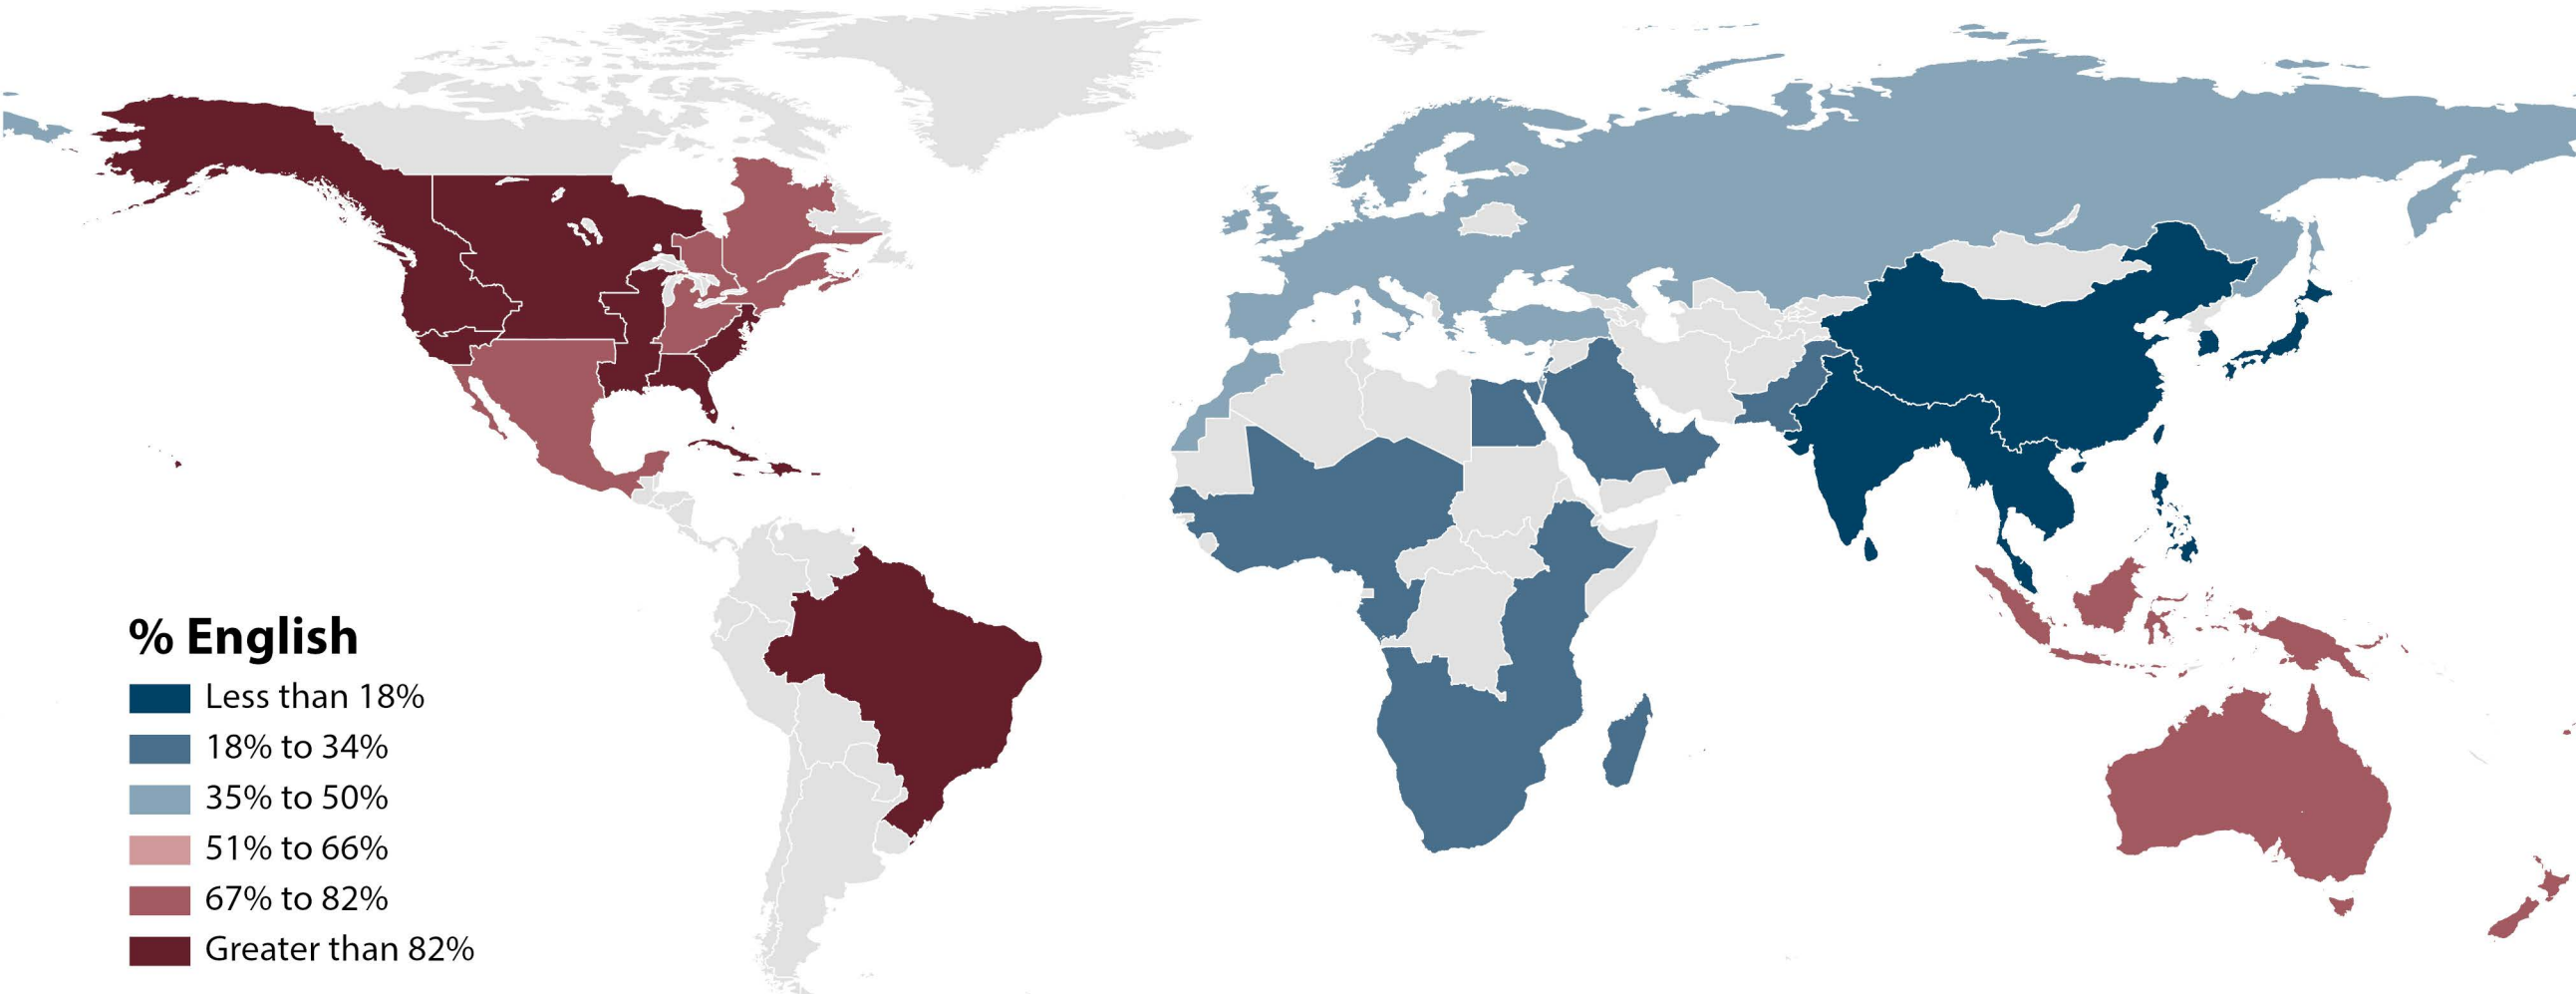 % English
Less than 18%
18% to 34%
35% to 50%
51% to 66%
67% to 82%
Greater than 82%